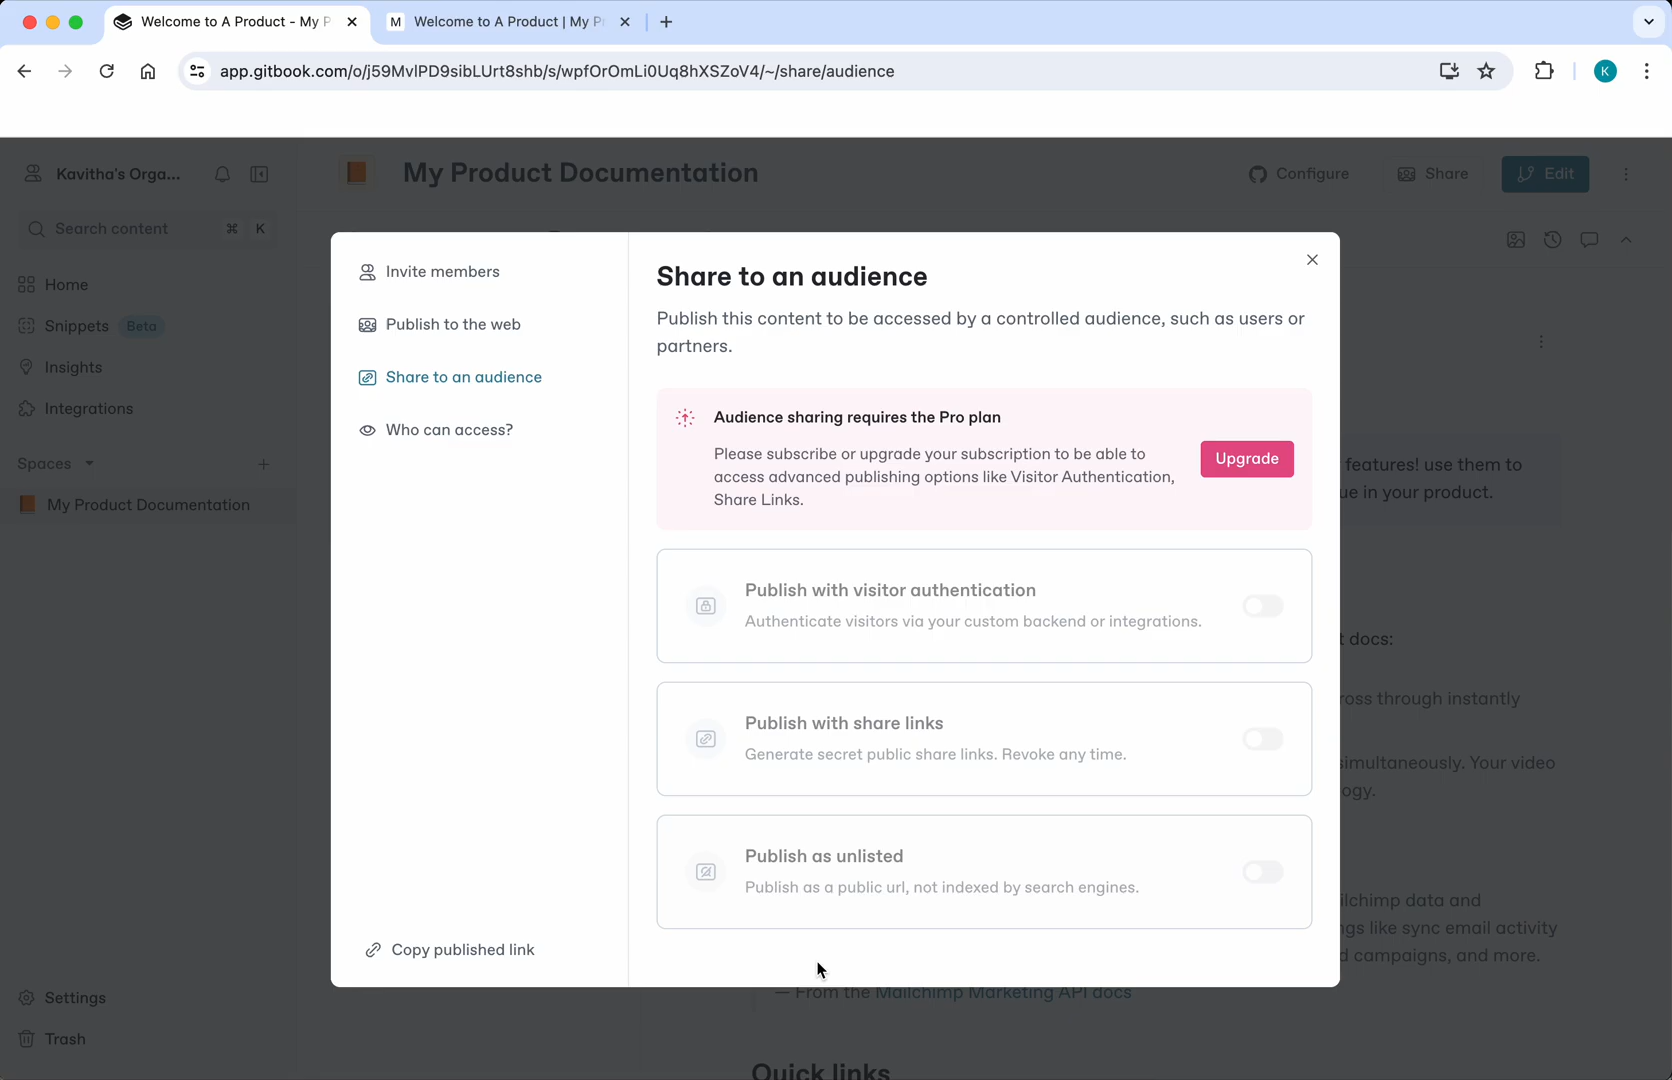 Welcome to A Product - My P
Welcome to A Product | My P
app.gitbook.com/o/j59MvlPD9sibLUrt8shb/s/wpfOrOmLi0Uq8hXSZoV4/~/share/audience
K
Kavitha's Orga...
My Product Documentation
Configure
Share
Edit
Search content
⌘ K
Home
Snippets
Beta
Insights
Integrations
Spaces
My Product Documentation
Settings
Trash
Invite members
Publish to the web
Share to an audience
Who can access?
Copy published link
Share to an audience
Publish this content to be accessed by a controlled audience, such as users or
partners.
Audience sharing requires the Pro plan
Please subscribe or upgrade your subscription to be able to
access advanced publishing options like Visitor Authentication,
Share Links.
Upgrade
Publish with visitor authentication
Authenticate visitors via your custom backend or integrations.
Publish with share links
Generate secret public share links. Revoke any time.
Publish as unlisted
Publish as a public url, not indexed by search engines.
features! use them to
ue in your product.
docs:
ross through instantly
simultaneously. Your video
ogy.
ilchimp data and
ngs like sync email activity
d campaigns, and more.
— From the Mailchimp Marketing API docs
Quick links